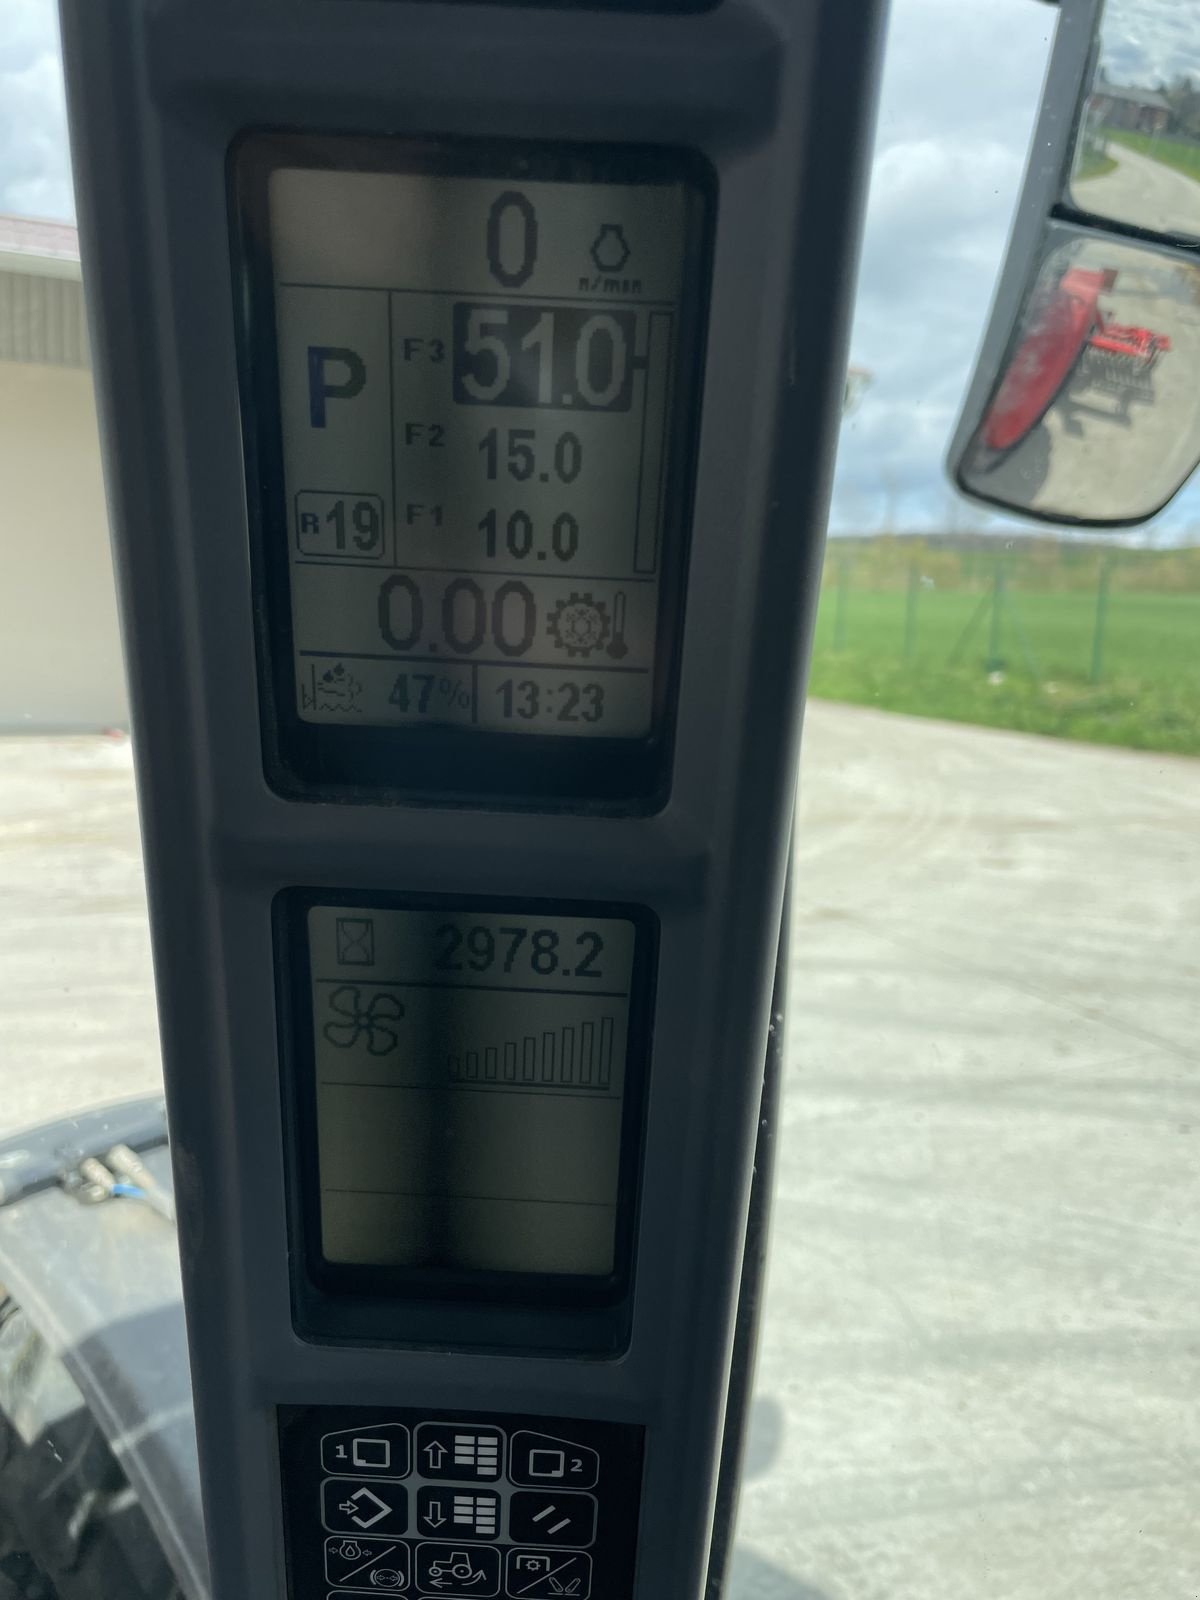 0
n/min
P
F3 51.0
F2 15.0
R19 F1 10.0
0.00
47% 13:23
2978.2
1 2